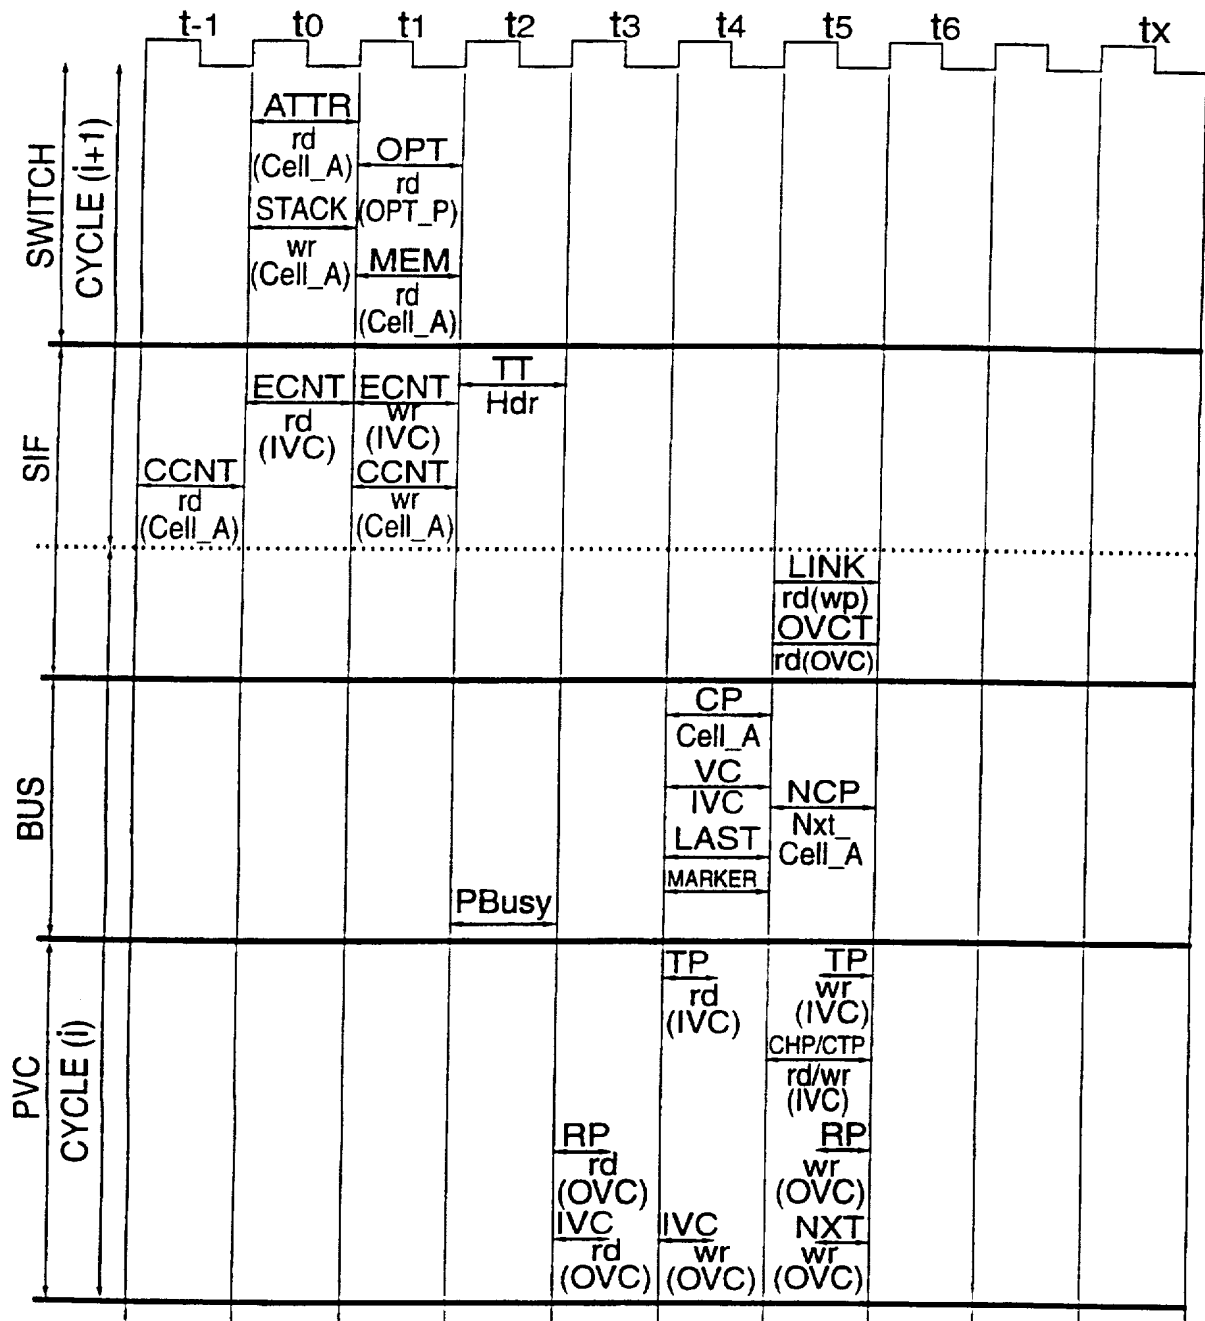 t-1 t0 t1 t2 t3 t4 t5 t6 tx
SWITCH
CYCLE (i+1)
ATTR
rd
(Cell_A)
STACK
wr
(Cell_A)
OPT
rd
(OPT_P)
MEM
rd
(Cell_A)
SIF
CCNT
rd
(Cell_A)
ECNT
rd
(IVC)
ECNT
wr
(IVC)
CCNT
wr
(Cell_A)
TT
Hdr
LINK
rd(wp)
OVCT
rd(OVC)
BUS
PBusy
CP
Cell_A
VC
IVC
LAST
MARKER
NCP
Nxt_
Cell_A
PVC
CYCLE (i)
RP
rd
(OVC)
IVC
rd
(OVC)
TP
rd
(IVC)
IVC
wr
(OVC)
TP
wr
(IVC)
CHP/CTP
rd/wr
(IVC)
RP
wr
(OVC)
NXT
wr
(OVC)